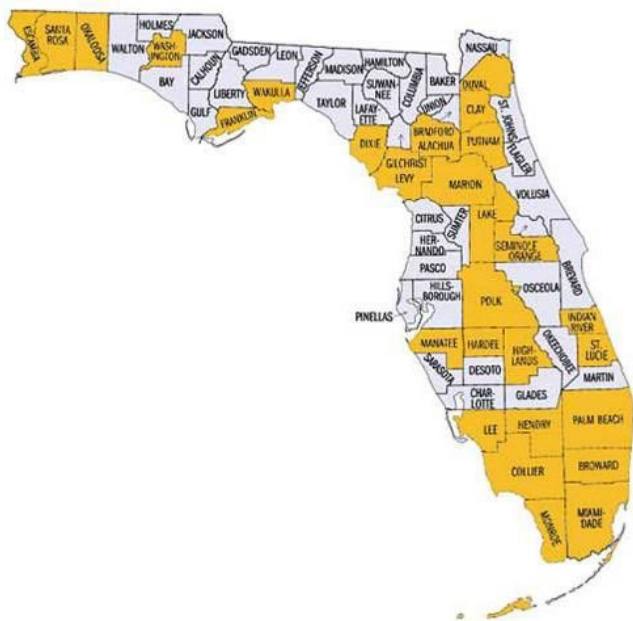 ESCAMBIA
SANTA
ROSA
OKALOOSA
WALTON
HOLMES
WASH-
INGTON
JACKSON
BAY
CALHOUN
GULF
LIBERTY
GADSDEN
LEON
FRANKLIN
WAKULLA
JEFFERSON
MADISON
TAYLOR
HAMILTON
SUWAN-
NEE
LAFAY-
ETTE
DIXIE
COLUMBIA
BAKER
UNION
BRADFORD
ALACHUA
GILCHRIST
LEVY
NASSAU
DUVAL
CLAY
ST. JOHNS
PUTNAM
FLAGLER
MARION
VOLUSIA
CITRUS
SUMTER
LAKE
HER-
NANDO
SEMINOLE
ORANGE
PASCO
BREVARD
HILLS-
BOROUGH
PINELLAS
POLK
OSCEOLA
INDIAN
RIVER
MANATEE
HARDEE
HIGH-
LANDS
OKEECHOBEE
ST.
LUCIE
SARASOTA
DESOTO
MARTIN
CHAR-
LOTTE
GLADES
LEE
HENDRY
PALM BEACH
COLLIER
BROWARD
MONROE
MIAMI-
DADE